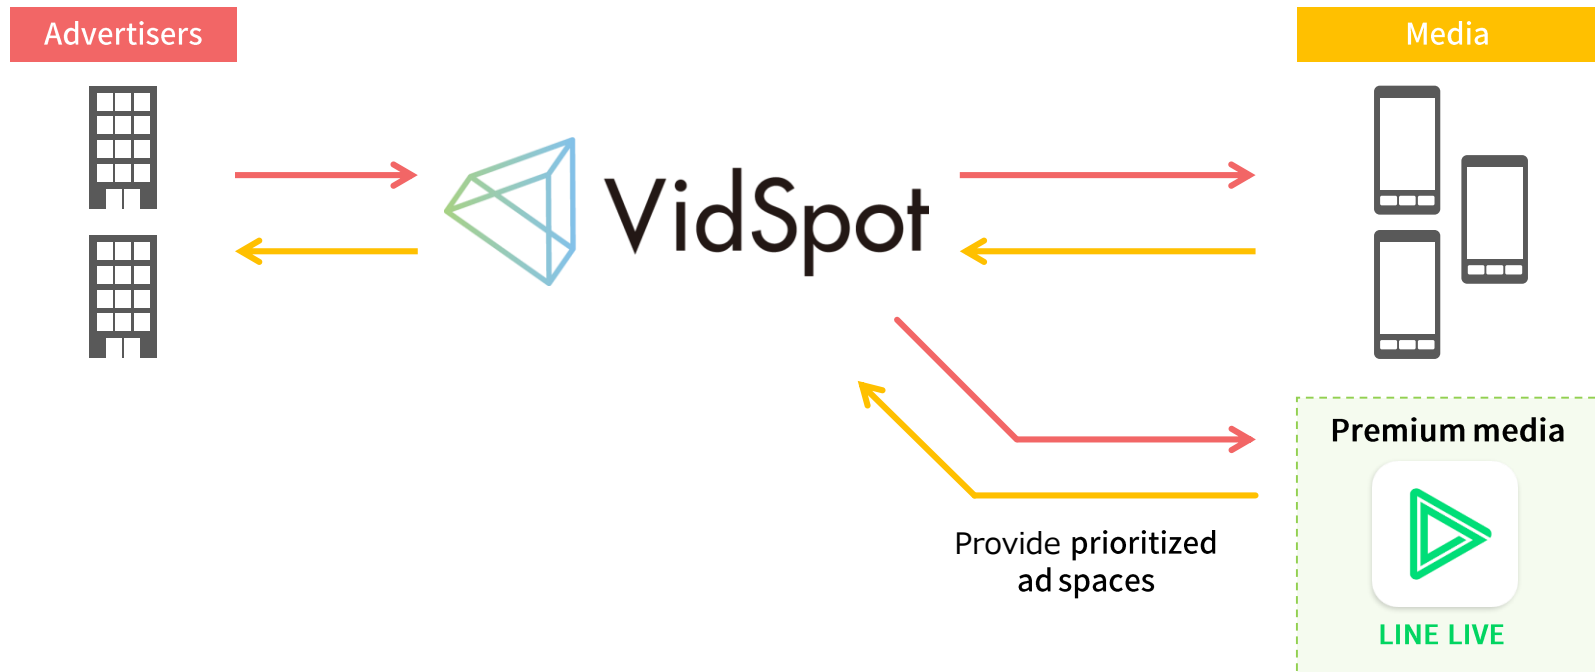 Advertisers
Media
VidSpot
Premium media
Provide prioritized
ad spaces
LINE LIVE